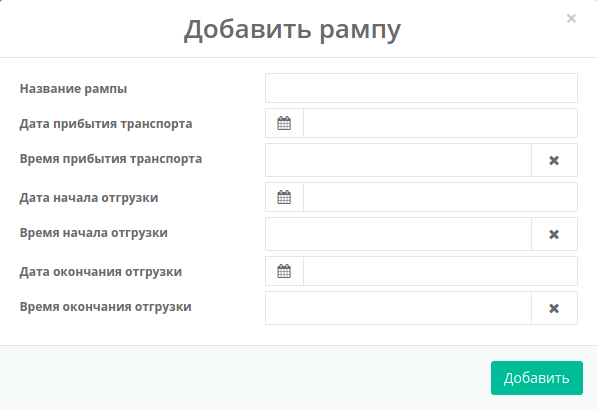 Добавить рампу
×
Название рампы
Дата прибытия транспорта
Время прибытия транспорта
Дата начала отгрузки
Время начала отгрузки
Дата окончания отгрузки
Время окончания отгрузки
Добавить